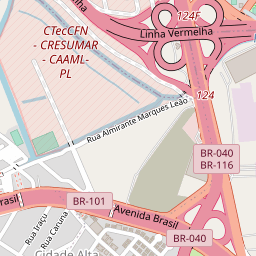 124F
Linha Vermelha
CTecCFN
- CRESUMAR
- CAAML-
PL
124
Rua Almirante Marques Leão
BR-040
BR-116
BR-101
Avenida Brasil
rasil
Rua Iraçu
Rua Caruna
BR-040
Cidade Alta